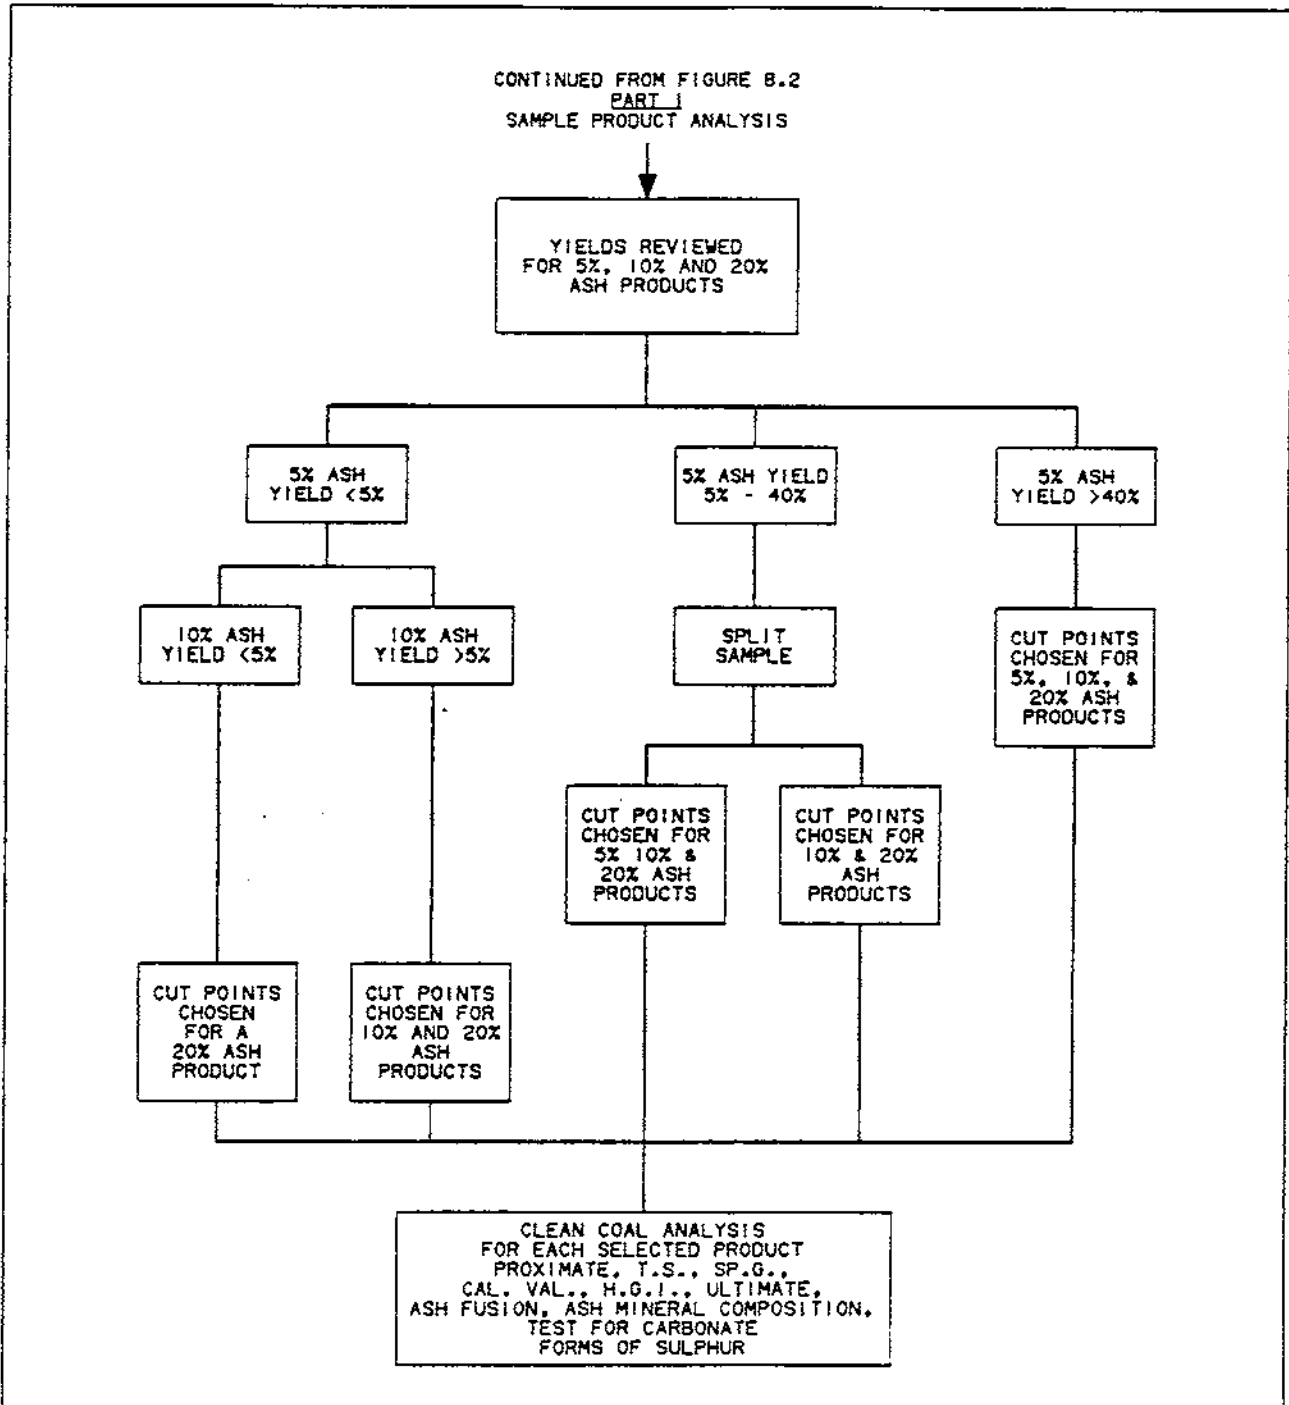 CONTINUED FROM FIGURE 8.2
PART 1
SAMPLE PRODUCT ANALYSIS
YIELDS REVIEWED
FOR 5%, 10% AND 20%
ASH PRODUCTS
5% ASH
YIELD <5%
5% ASH YIELD
5% - 40%
5% ASH
YIELD >40%
10% ASH
YIELD <5%
10% ASH
YIELD >5%
SPLIT
SAMPLE
CUT POINTS
CHOSEN FOR
5%, 10%, &
20% ASH
PRODUCTS
CUT POINTS
CHOSEN FOR
5% 10% &
20% ASH
PRODUCTS
CUT POINTS
CHOSEN FOR
10% & 20%
ASH
PRODUCTS
CUT POINTS
CHOSEN
FOR A
20% ASH
PRODUCT
CUT POINTS
CHOSEN FOR
10% AND 20%
ASH
PRODUCTS
CLEAN COAL ANALYSIS
FOR EACH SELECTED PRODUCT
PROXIMATE, T.S., SP.G.,
CAL. VAL., H.G.I., ULTIMATE,
ASH FUSION, ASH MINERAL COMPOSITION,
TEST FOR CARBONATE
FORMS OF SULPHUR